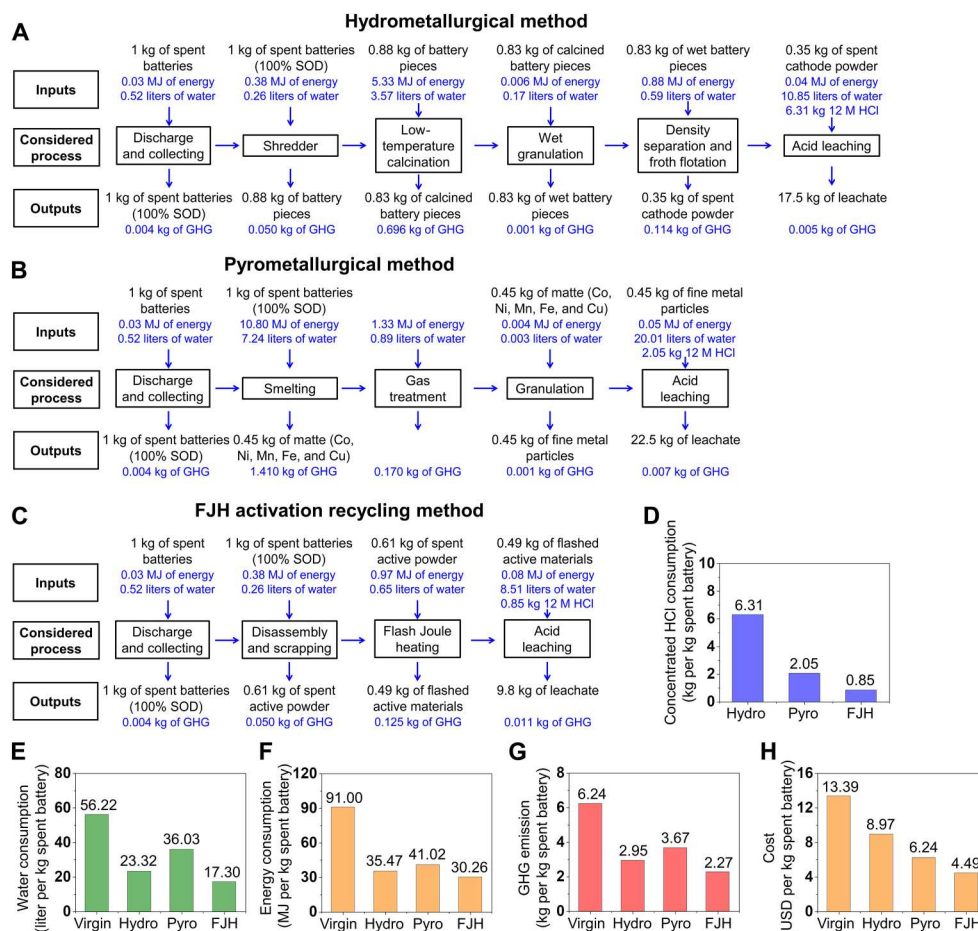 A
Hydrometallurgical method
1 kg of spent
batteries
0.03 MJ of energy
0.52 liters of water
1 kg of spent batteries
(100% SOD)
0.38 MJ of energy
0.26 liters of water
0.88 kg of battery
pieces
5.33 MJ of energy
3.57 liters of water
0.83 kg of calcined
battery pieces
0.006 MJ of energy
0.17 liters of water
0.83 kg of wet battery
pieces
0.88 MJ of energy
0.59 liters of water
0.35 kg of spent
cathode powder
0.04 MJ of energy
10.85 liters of water
6.31 kg 12 M HCl
Inputs
Considered
process
Discharge
and collecting
Shredder
Low-
temperature
calcination
Wet
granulation
Density
separation and
froth flotation
Acid leaching
Outputs
1 kg of spent batteries
(100% SOD)
0.004 kg of GHG
0.88 kg of battery
pieces
0.050 kg of GHG
0.83 kg of calcined
battery pieces
0.696 kg of GHG
0.83 kg of wet battery
pieces
0.001 kg of GHG
0.35 kg of spent
cathode powder
0.114 kg of GHG
17.5 kg of leachate
0.005 kg of GHG
B
Pyrometallurgical method
1 kg of spent
batteries
0.03 MJ of energy
0.52 liters of water
1 kg of spent batteries
(100% SOD)
10.80 MJ of energy
7.24 liters of water
1.33 MJ of energy
0.89 liters of water
0.45 kg of matte (Co,
Ni, Mn, Fe, and Cu)
0.004 MJ of energy
0.003 liters of water
0.45 kg of fine metal
particles
0.05 MJ of energy
20.01 liters of water
2.05 kg 12 M HCl
Inputs
Considered
process
Discharge
and collecting
Smelting
Gas
treatment
Granulation
Acid
leaching
Outputs
1 kg of spent batteries
(100% SOD)
0.004 kg of GHG
0.45 kg of matte (Co,
Ni, Mn, Fe, and Cu)
1.410 kg of GHG
0.170 kg of GHG
0.45 kg of fine metal
particles
0.001 kg of GHG
22.5 kg of leachate
0.007 kg of GHG
C
FJH activation recycling method
1 kg of spent
batteries
0.03 MJ of energy
0.52 liters of water
1 kg of spent batteries
(100% SOD)
0.38 MJ of energy
0.26 liters of water
0.61 kg of spent
active powder
0.97 MJ of energy
0.65 liters of water
0.49 kg of flashed
active materials
0.08 MJ of energy
8.51 liters of water
0.85 kg 12 M HCl
Inputs
Considered
process
Discharge
and collecting
Disassembly
and scrapping
Flash Joule
heating
Acid
leaching
Outputs
1 kg of spent batteries
(100% SOD)
0.004 kg of GHG
0.61 kg of spent
active powder
0.050 kg of GHG
0.49 kg of flashed
active materials
0.125 kg of GHG
9.8 kg of leachate
0.011 kg of GHG
D
Concentrated HCl consumption
(kg per kg spent battery)
8
6
4
2
0
6.31
2.05
0.85
Hydro
Pyro
FJH
E
Water consumption
(liter per kg spent battery)
80
60
40
20
0
56.22
23.32
36.03
17.30
Virgin
Hydro
Pyro
FJH
F
Energy consumption
(MJ per kg spent battery)
120
90
60
30
0
91.00
35.47
41.02
30.26
Virgin
Hydro
Pyro
FJH
G
GHG emission
(kg per kg spent battery)
8
6
4
2
0
6.24
2.95
3.67
2.27
Virgin
Hydro
Pyro
FJH
H
Cost
USD per kg spent battery)
16
12
8
4
0
13.39
8.97
6.24
4.49
Virgin
Hydro
Pyro
FJH